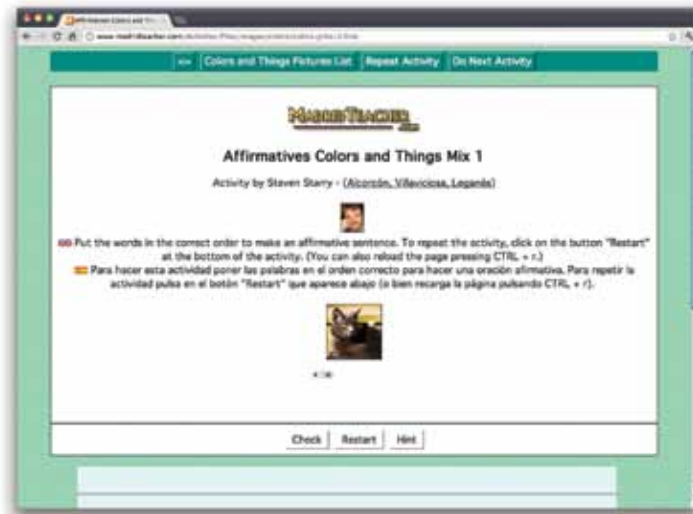 Colors and Things Pictures List | Repeat Activity | Do Next Activity
MADRIDTEACHER
.com
Affirmatives Colors and Things Mix 1
Activity by Steven Starry - (Alcorcón, Villaviciosa, Leganés)
Put the words in the correct order to make an affirmative sentence. To repeat the activity, click on the button "Restart"
at the bottom of the activity. (You can also reload the page pressing CTRL + r.)
Para hacer esta actividad poner las palabras en el orden correcto para hacer una oración afirmativa. Para repetir la
actividad pulsa en el botón "Restart" que aparece abajo (o bien recarga la página pulsando CTRL + r).
Check Restart Hint